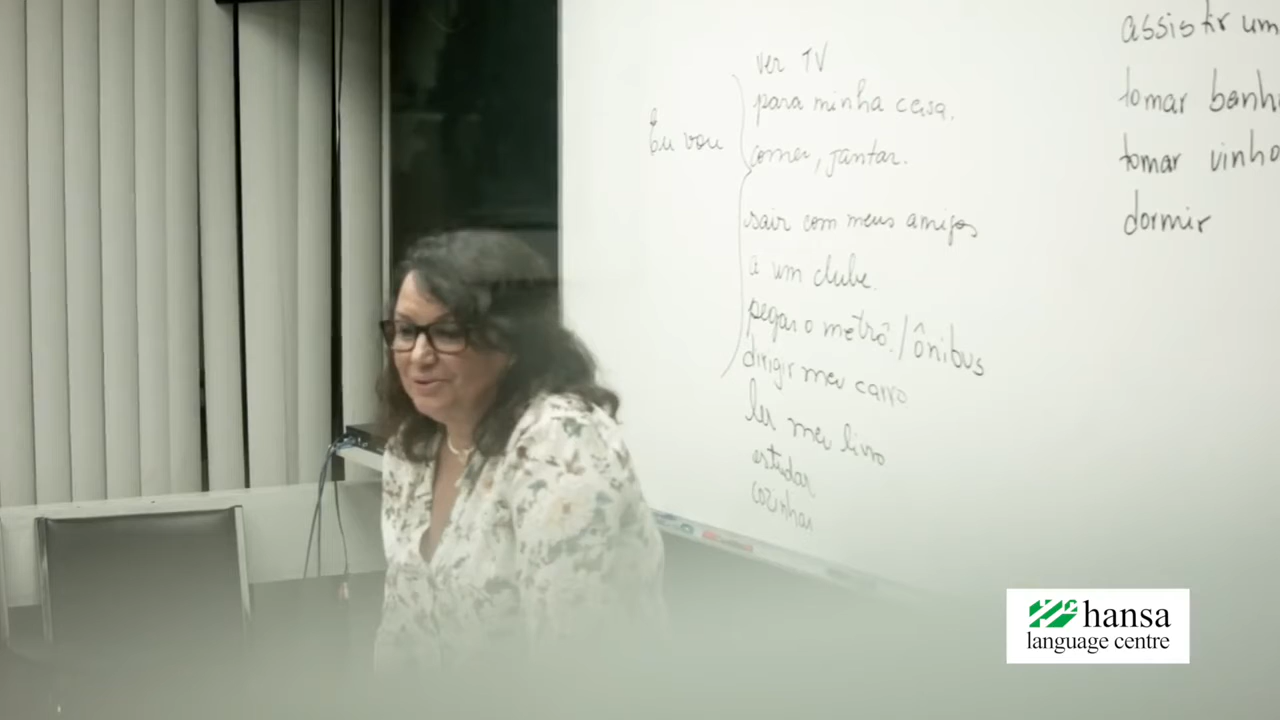 ver TV
para minha casa.
Eu vou
comer, jantar.
sair com meus amigos
a um clube.
pegar o metrô. / ônibus
dirigir meu carro
ler meu livro
estudar
cozinhar
assistir um
tomar banh
tomar vinho
dormir
hansa
language centre